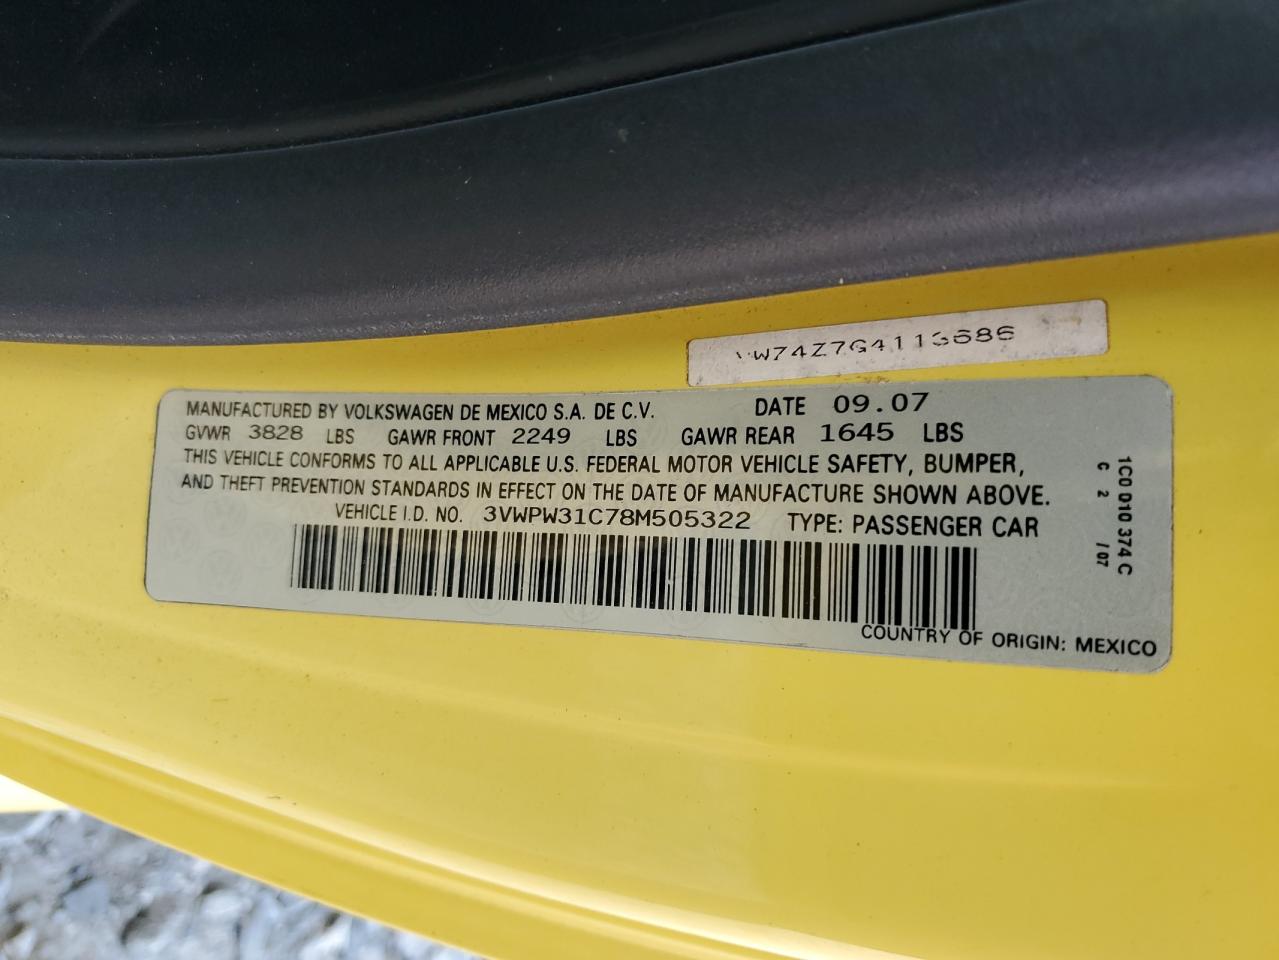 W74Z7G4113686
MANUFACTURED BY VOLKSWAGEN DE MEXICO S.A. DE C.V. DATE 09.07
GVWR 3828 LBS GAWR FRONT 2249 LBS GAWR REAR 1645 LBS
THIS VEHICLE CONFORMS TO ALL APPLICABLE U.S. FEDERAL MOTOR VEHICLE SAFETY, BUMPER,
AND THEFT PREVENTION STANDARDS IN EFFECT ON THE DATE OF MANUFACTURE SHOWN ABOVE.
VEHICLE I.D. NO. 3VWPW31C78M505322 TYPE: PASSENGER CAR
COUNTRY OF ORIGIN: MEXICO
1C0 010 374 C
C 2 / 07